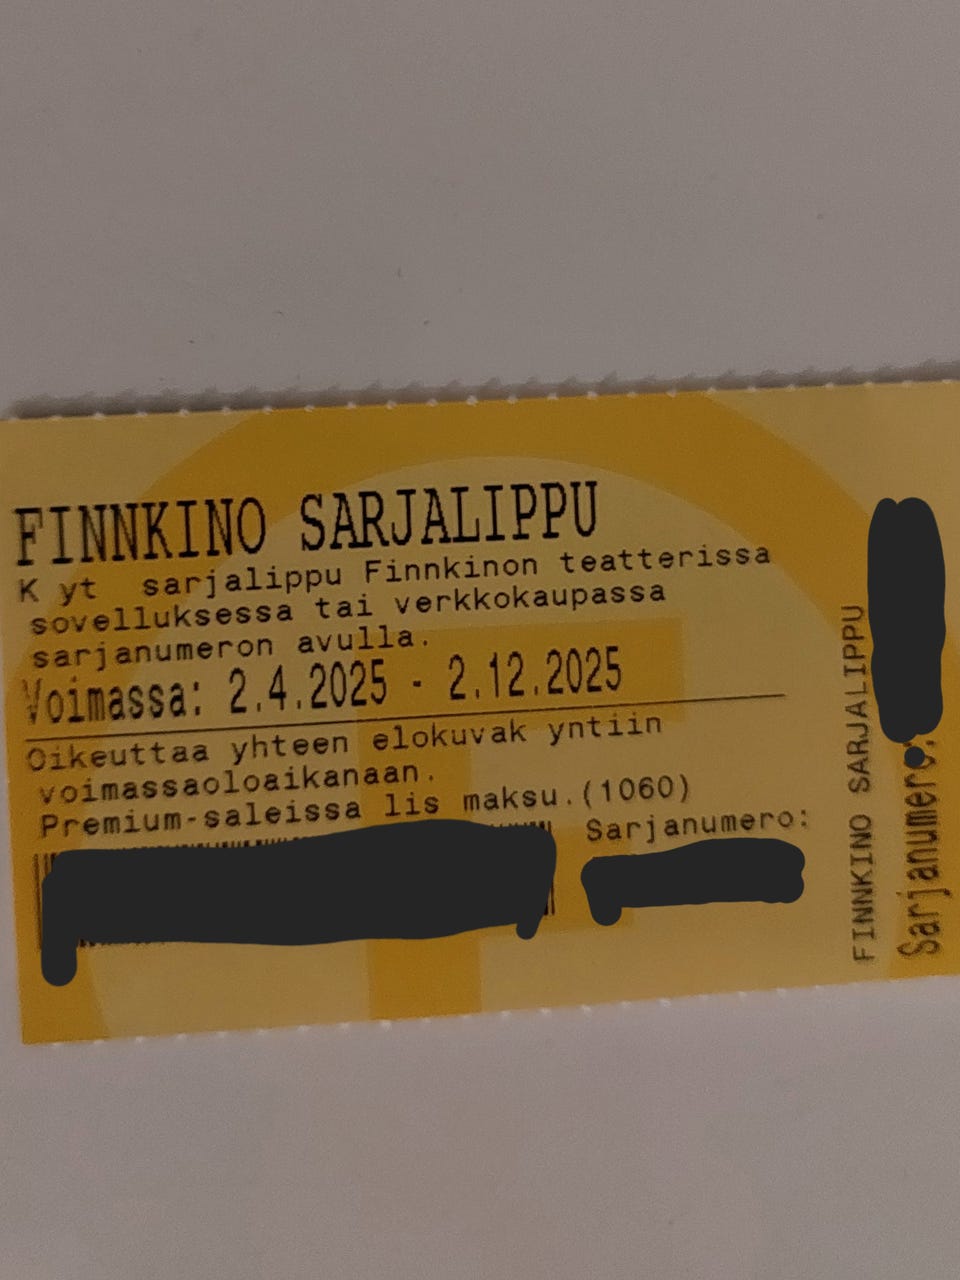 FINNKINO SARJALIPPU
K yt  sarjalippu Finnkinon teatterissa
sovelluksessa tai verkkokaupassa
sarjanumeron avulla.
Voimassa: 2.4.2025 - 2.12.2025
Oikeuttaa yhteen elokuvak yntiin
voimassaoloaikanaan.
Premium-saleissa lis maksu.(1060)
Sarjanumero:
FINNKINO SARJALIPPU
Sarjanumero: